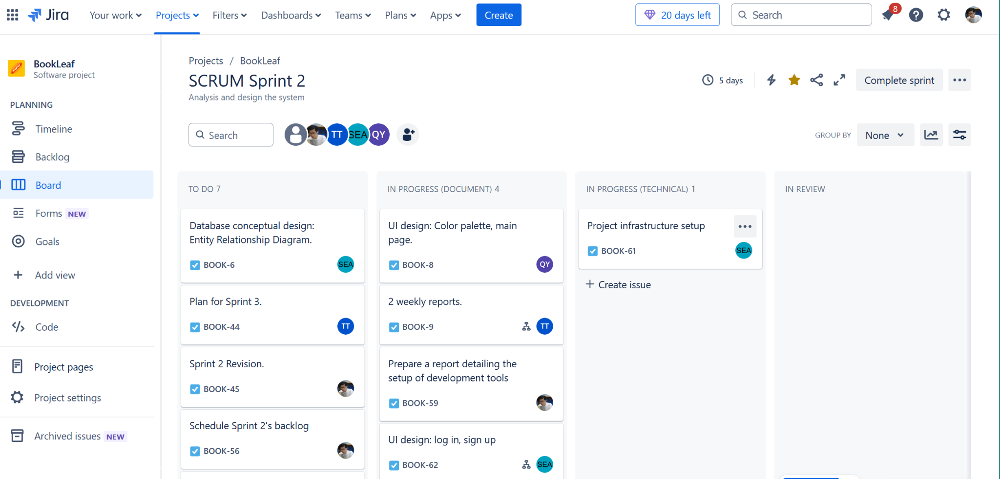 Jira
Your work
Projects
Filters
Dashboards
Teams
Plans
Apps
Create
20 days left
Search
8
BookLeaf
Software project
PLANNING
Timeline
Backlog
Board
Forms NEW
Goals
Add view
DEVELOPMENT
Code
Project pages
Project settings
Archived issues NEW
Projects / BookLeaf
SCRUM Sprint 2
Analysis and design the system
5 days
Complete sprint
Search
TT
SEA
QY
GROUP BY
None
TO DO 7
Database conceptual design:
Entity Relationship Diagram.
BOOK-6
SEA
Plan for Sprint 3.
BOOK-44
TT
Sprint 2 Revision.
BOOK-45
Schedule Sprint 2's backlog
BOOK-56
IN PROGRESS (DOCUMENT) 4
UI design: Color palette, main
page.
BOOK-8
QY
2 weekly reports.
BOOK-9
TT
Prepare a report detailing the
setup of development tools
BOOK-59
UI design: log in, sign up
BOOK-62
SEA
IN PROGRESS (TECHNICAL) 1
Project infrastructure setup
BOOK-61
SEA
Create issue
IN REVIEW